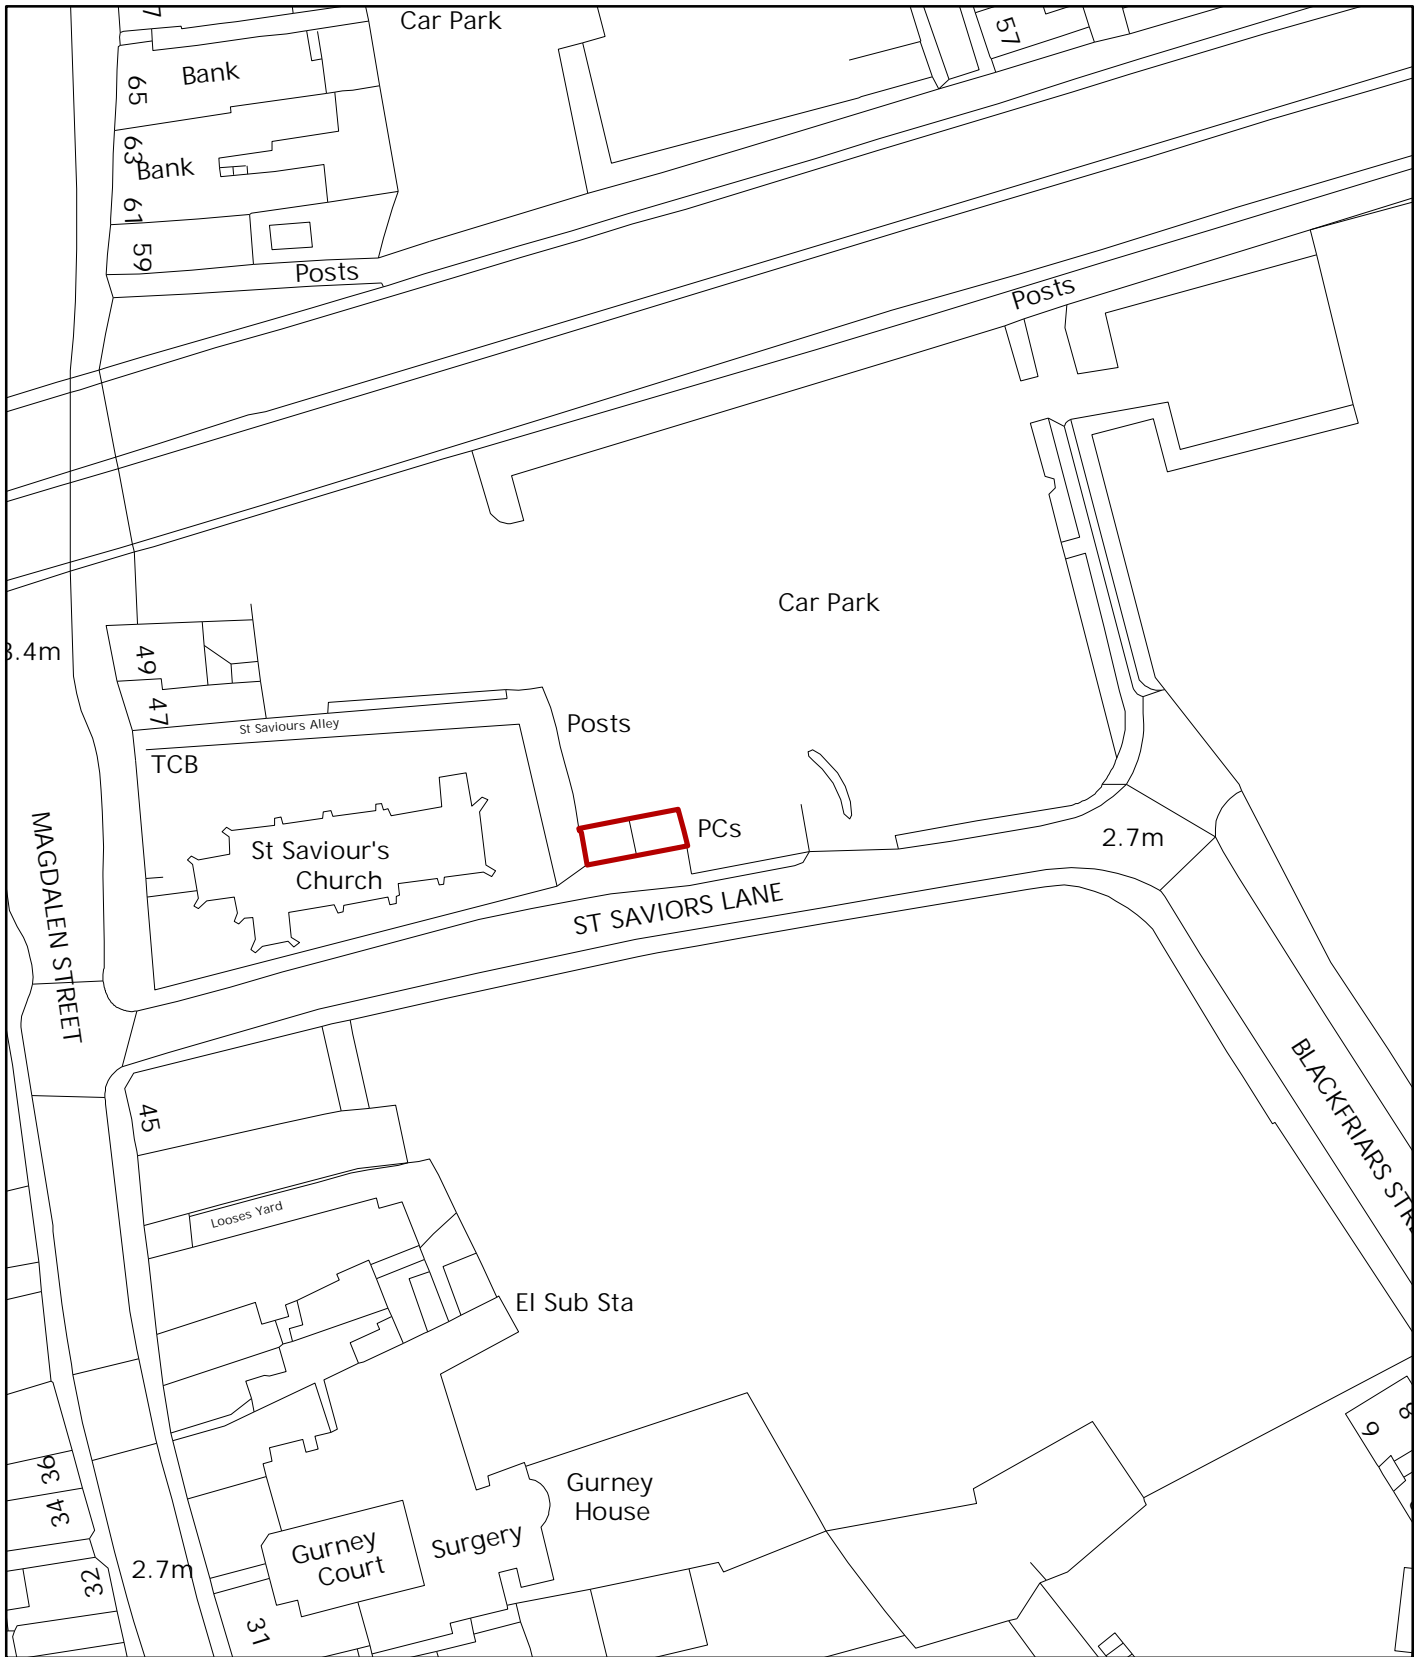 Car Park
57
65
Bank
63
Bank
61
59
Posts
Posts
Car Park
3.4m
49
47
St Saviours Alley
Posts
TCB
PCs
2.7m
St Saviour's
Church
MAGDALEN STREET
ST SAVIORS LANE
BLACKFRIARS STRE
45
Looses Yard
El Sub Sta
36
34
32
2.7m
31
Gurney
Court
Surgery
Gurney
House
9
8